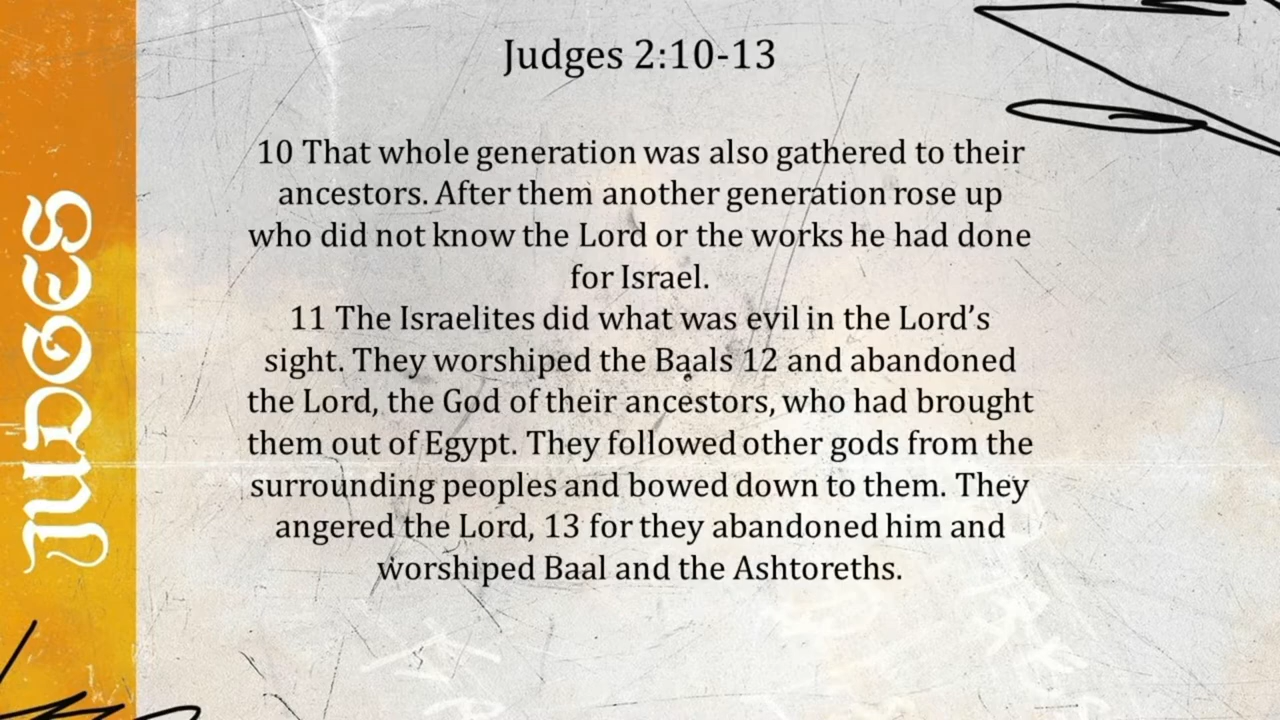 JUDGES
Judges 2:10-13
10 That whole generation was also gathered to their
ancestors. After them another generation rose up
who did not know the Lord or the works he had done
for Israel.
11 The Israelites did what was evil in the Lord’s
sight. They worshiped the Baals 12 and abandoned
the Lord, the God of their ancestors, who had brought
them out of Egypt. They followed other gods from the
surrounding peoples and bowed down to them. They
angered the Lord, 13 for they abandoned him and
worshiped Baal and the Ashtoreths.